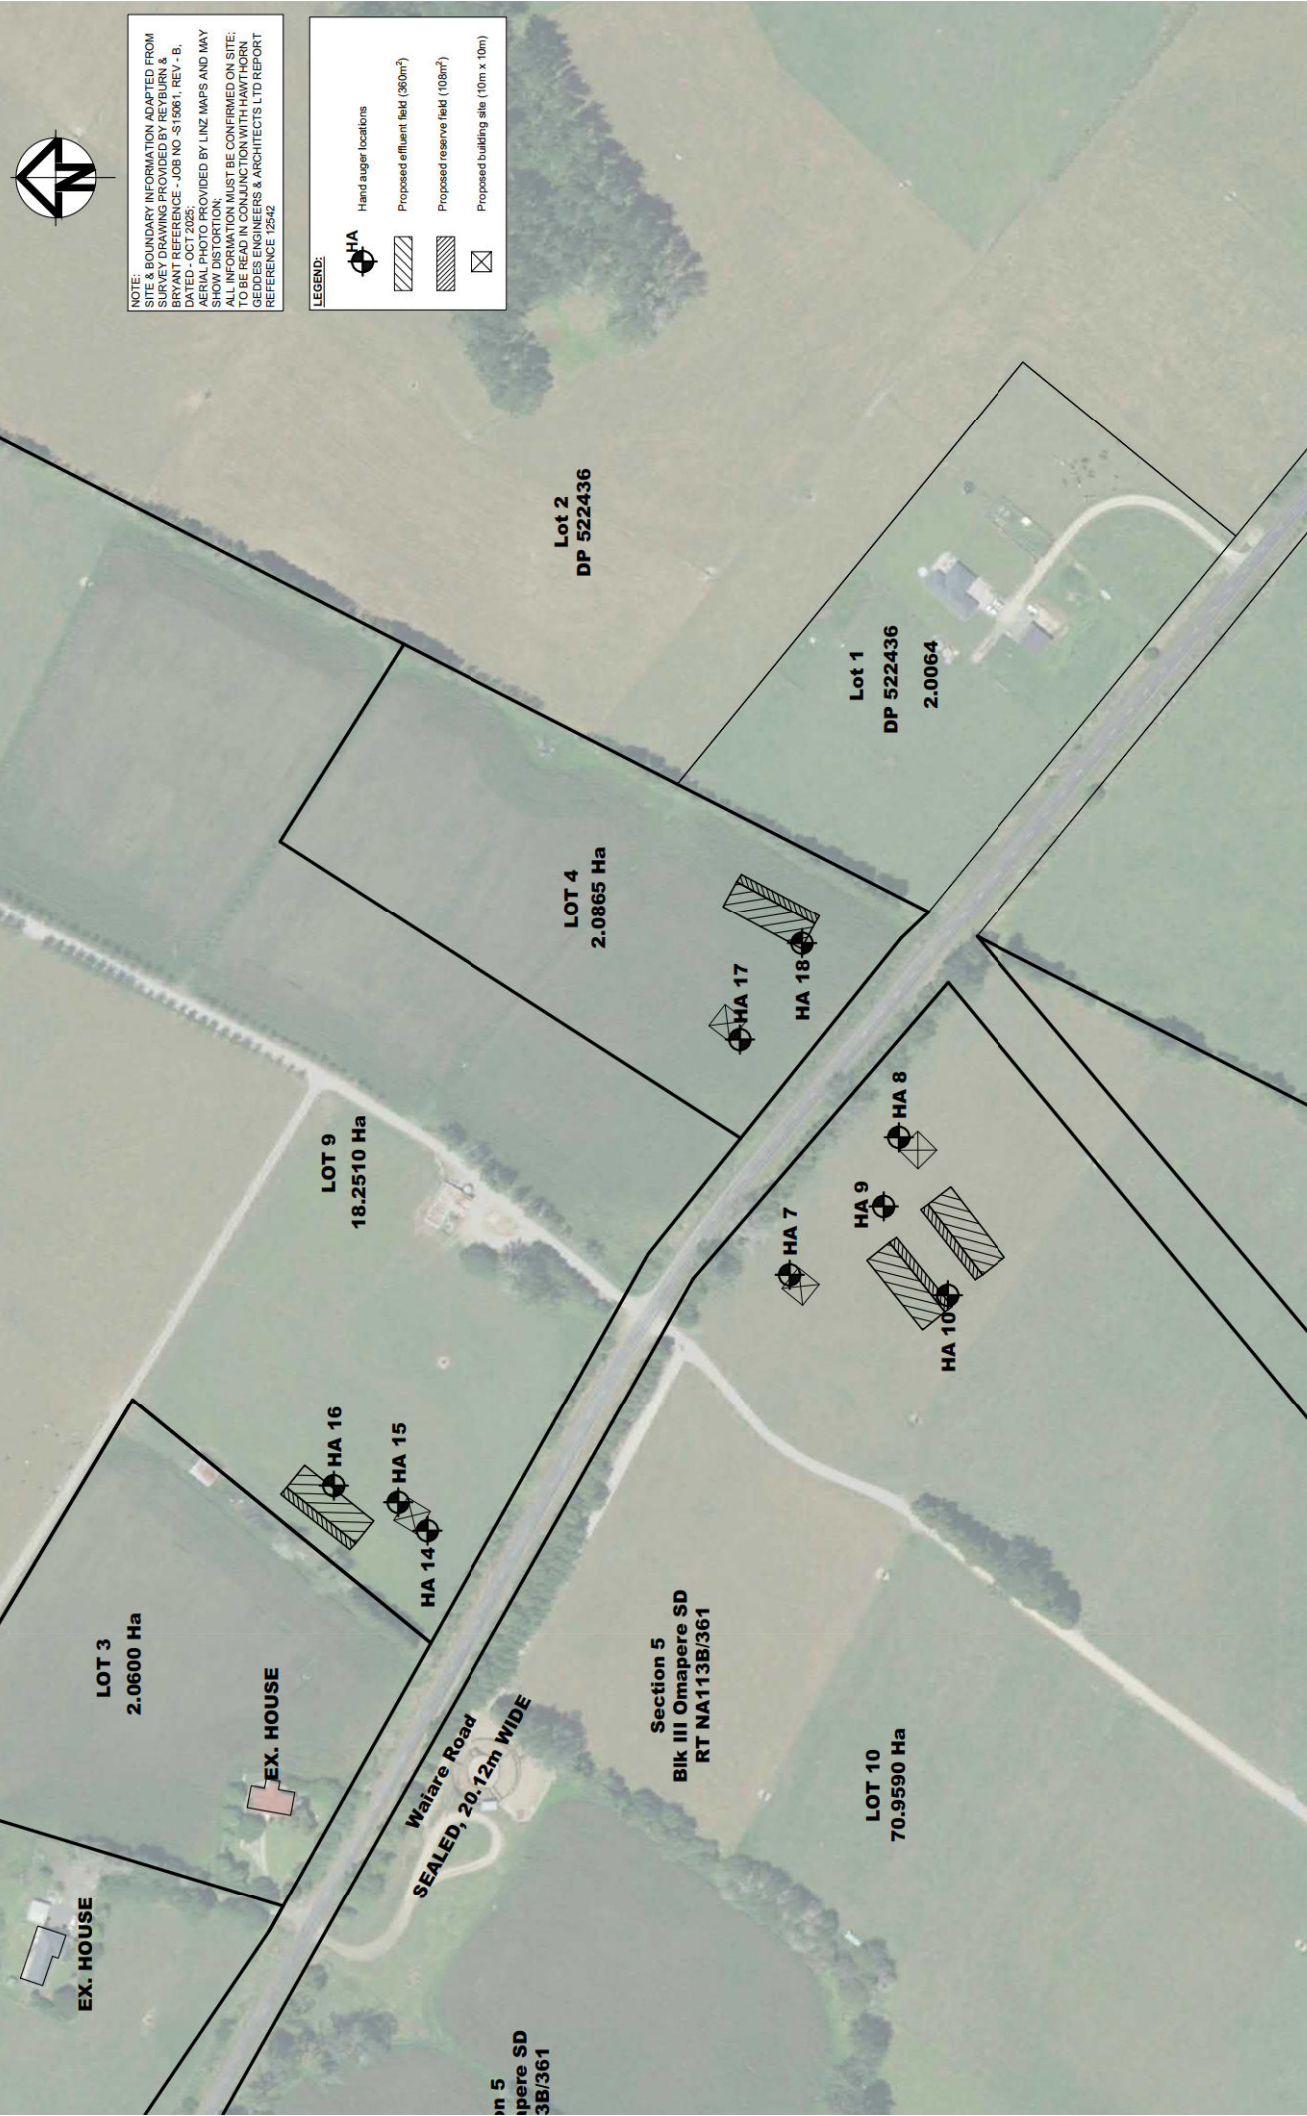 N
NOTE:
SITE & BOUNDARY INFORMATION ADAPTED FROM
SURVEY DRAWING PROVIDED BY REYBURN &
BRYANT REFERENCE - JOB NO -S15061, REV - B,
DATED - OCT 2025;
AERIAL PHOTO PROVIDED BY LINZ MAPS AND MAY
SHOW DISTORTION;
ALL INFORMATION MUST BE CONFIRMED ON SITE;
TO BE READ IN CONJUNCTION WITH HAWTHORN
GEDDES ENGINEERS & ARCHITECTS LTD REPORT
REFERENCE 12542
LEGEND:
HA
Hand auger locations
Proposed effluent field (360m²)
Proposed reserve field (108m²)
Proposed building site (10m x 10m)
EX. HOUSE
LOT 3
2.0600 Ha
EX. HOUSE
HA 16
HA 15
HA 14
LOT 9
18.2510 Ha
LOT 4
2.0865 Ha
HA 17
HA 18
Lot 2
DP 522436
Lot 1
DP 522436
2.0064
Waiare Road
SEALED, 20.12m WIDE
HA 7
HA 9
HA 8
HA 10
Section 5
Blk III Omapere SD
RT NA113B/361
LOT 10
70.9590 Ha
on 5
apere SD
3B/361